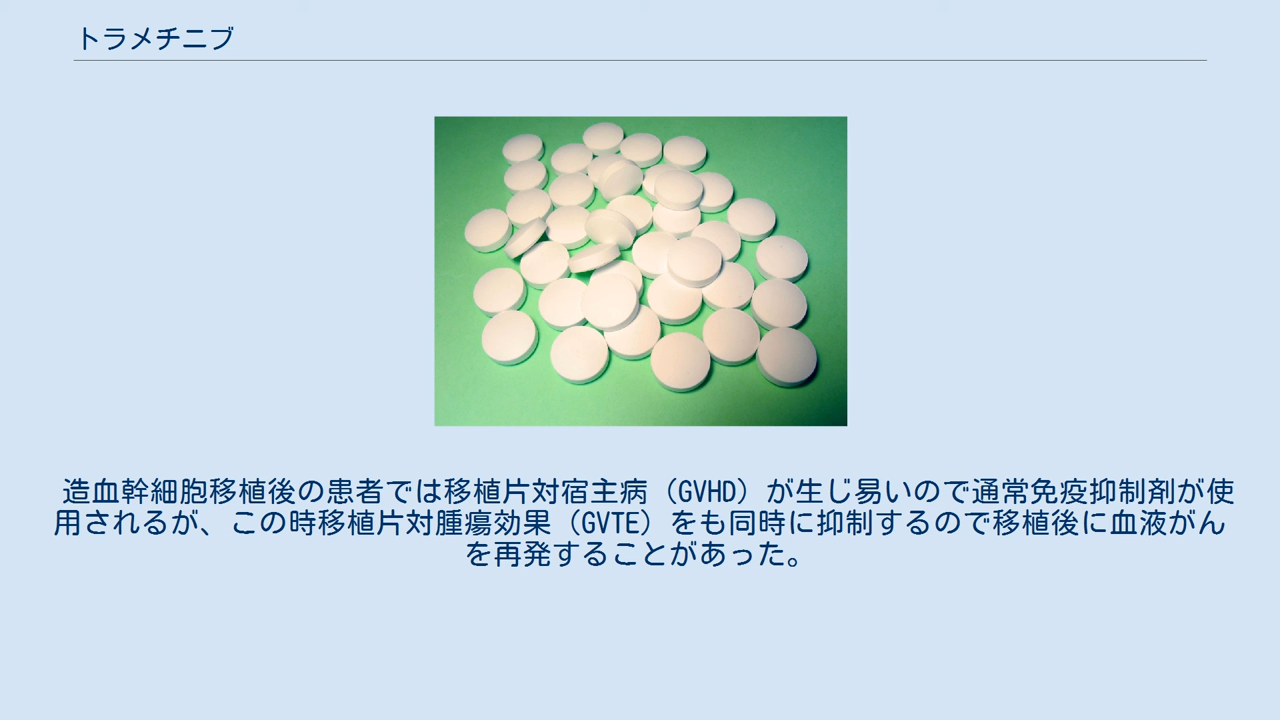 トラメチニブ
造血幹細胞移植後の患者では移植片対宿主病（GVHD）が生じ易いので通常免疫抑制剤が使
用されるが、この時移植片対腫瘍効果（GVTE）をも同時に抑制するので移植後に血液がん
を再発することがあった。